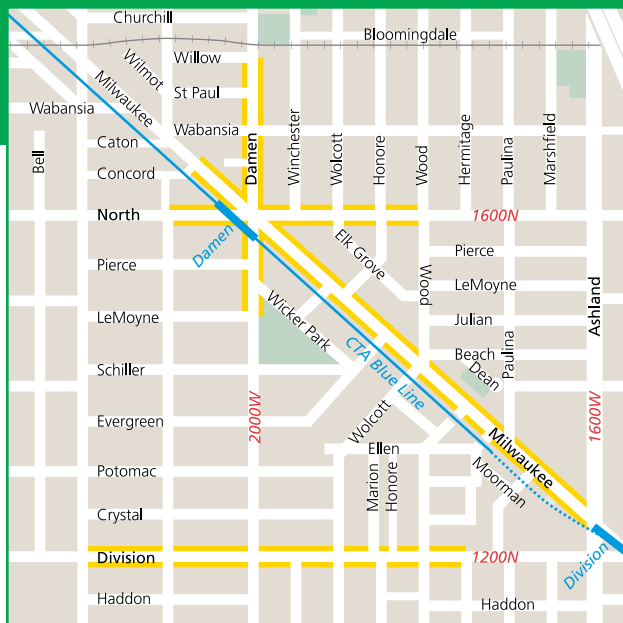 Churchill
Bloomingdale
Wilmot
Willow
Milwaukee
St Paul
Wabansia
Wabansia
Caton
Concord
Bell
Damen
Winchester
Wolcott
Honore
Wood
Hermitage
Paulina
Marshfield
North
1600N
Damen
Elk Grove
Pierce
Pierce
Wood
LeMoyne
Ashland
Wicker Park
LeMoyne
Julian
CTA Blue Line
Schiller
Beach
Paulina
Dean
2000W
1600W
Evergreen
Wolcott
Ellen
Milwaukee
Potomac
Marion
Honore
Moorman
Crystal
Division
1200N
Division
Haddon
Haddon